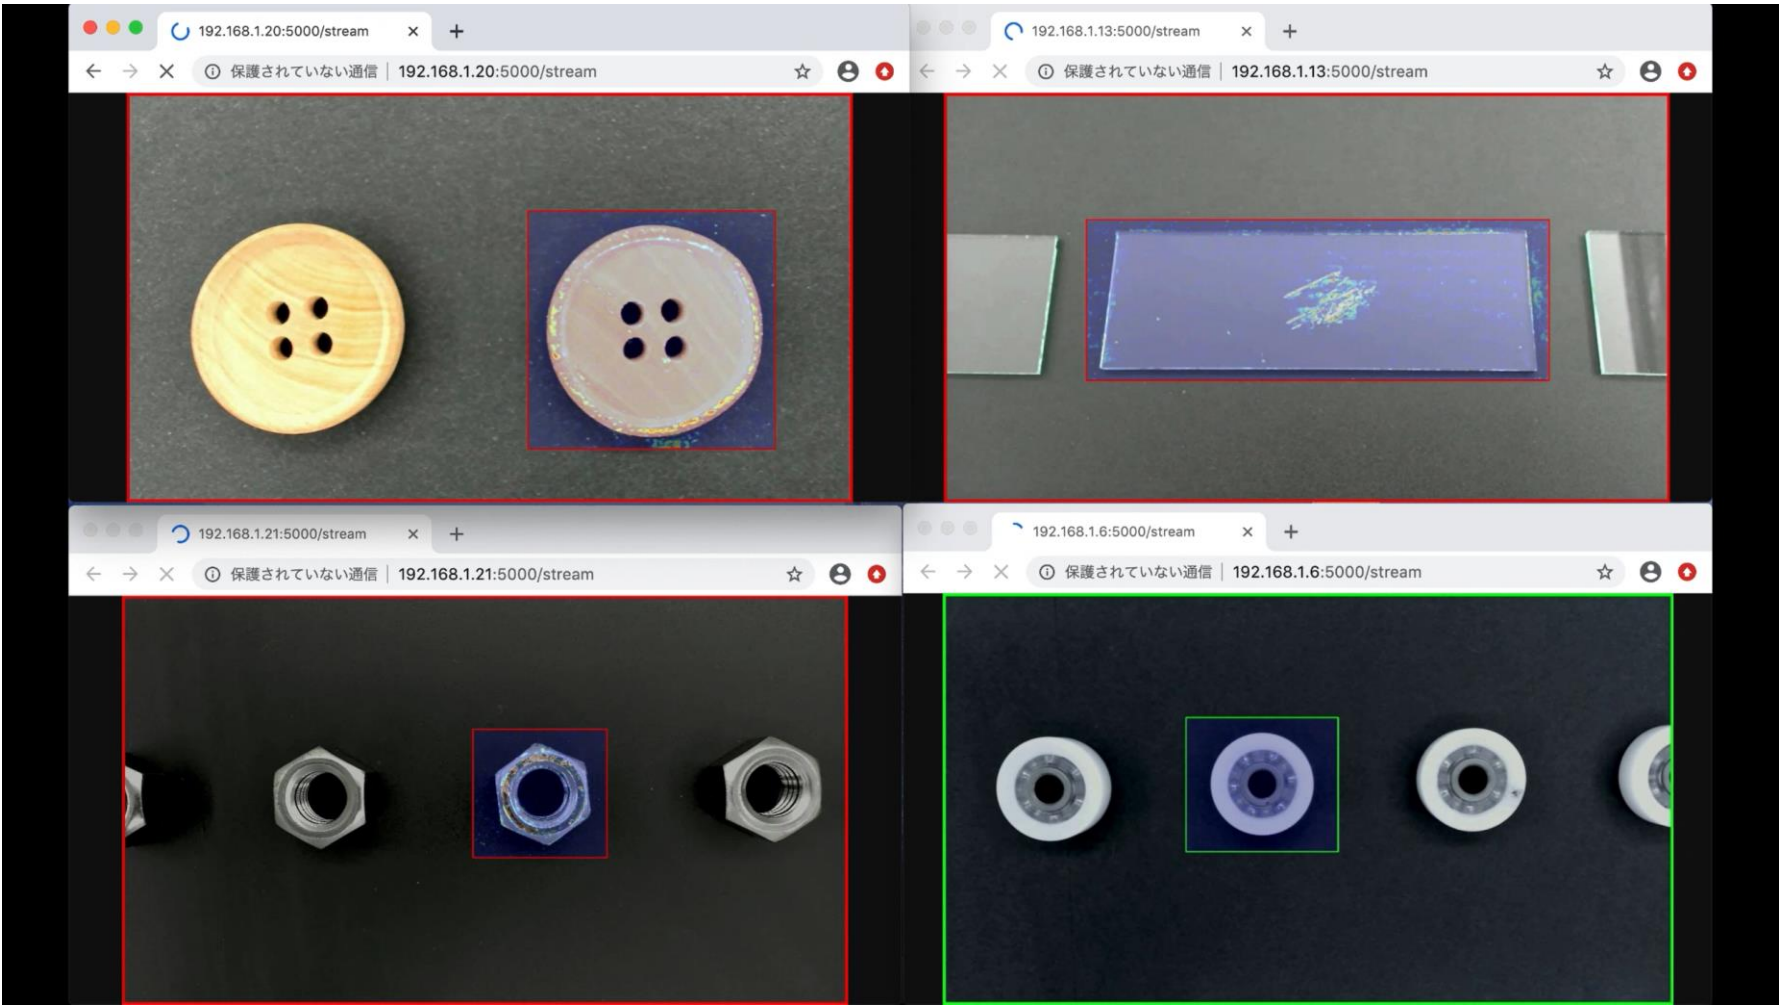 192.168.1.20:5000/stream
保護されていない通信 | 192.168.1.20:5000/stream
192.168.1.13:5000/stream
保護されていない通信 | 192.168.1.13:5000/stream
192.168.1.21:5000/stream
保護されていない通信 | 192.168.1.21:5000/stream
192.168.1.6:5000/stream
保護されていない通信 | 192.168.1.6:5000/stream